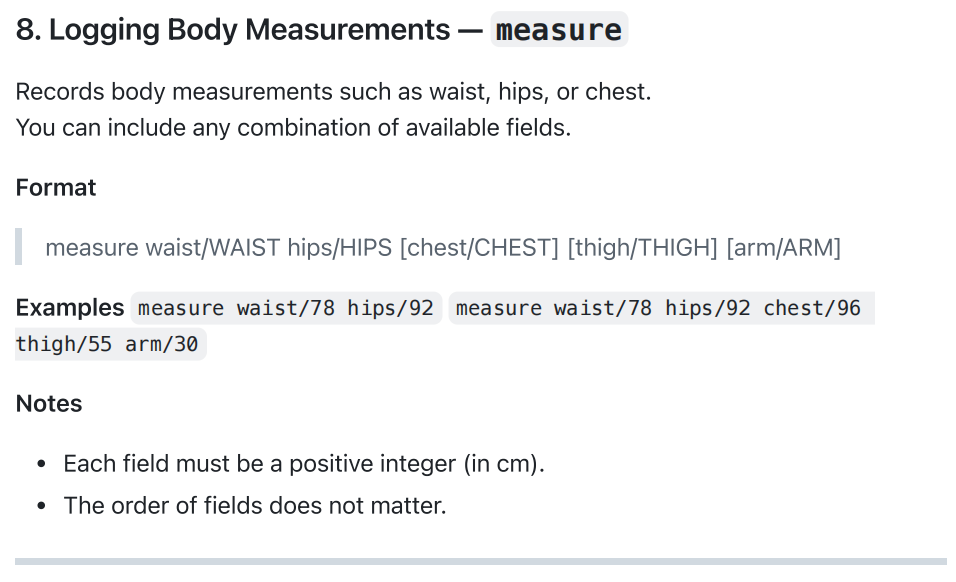 8. Logging Body Measurements — measure
Records body measurements such as waist, hips, or chest.
You can include any combination of available fields.
Format
measure waist/WAIST hips/HIPS [chest/CHEST] [thigh/THIGH] [arm/ARM]
Examples measure waist/78 hips/92 measure waist/78 hips/92 chest/96
thigh/55 arm/30
Notes
• Each field must be a positive integer (in cm).
• The order of fields does not matter.